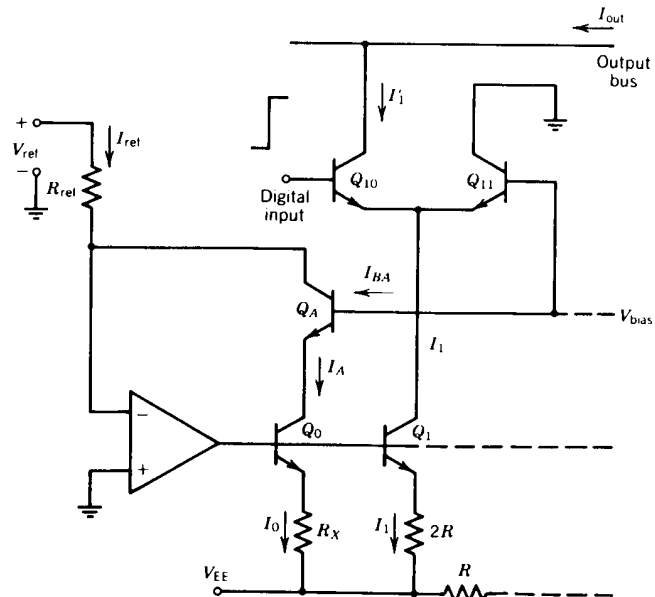 I_out
Output bus
I'_1
+
I_ref
V_ref
−
R_ref
Digital input
Q_10
Q_11
I_BA
Q_A
V_bias
I_A
I_1
−
+
Q_0
Q_1
I_0
R_X
I_1
2R
V_EE
R